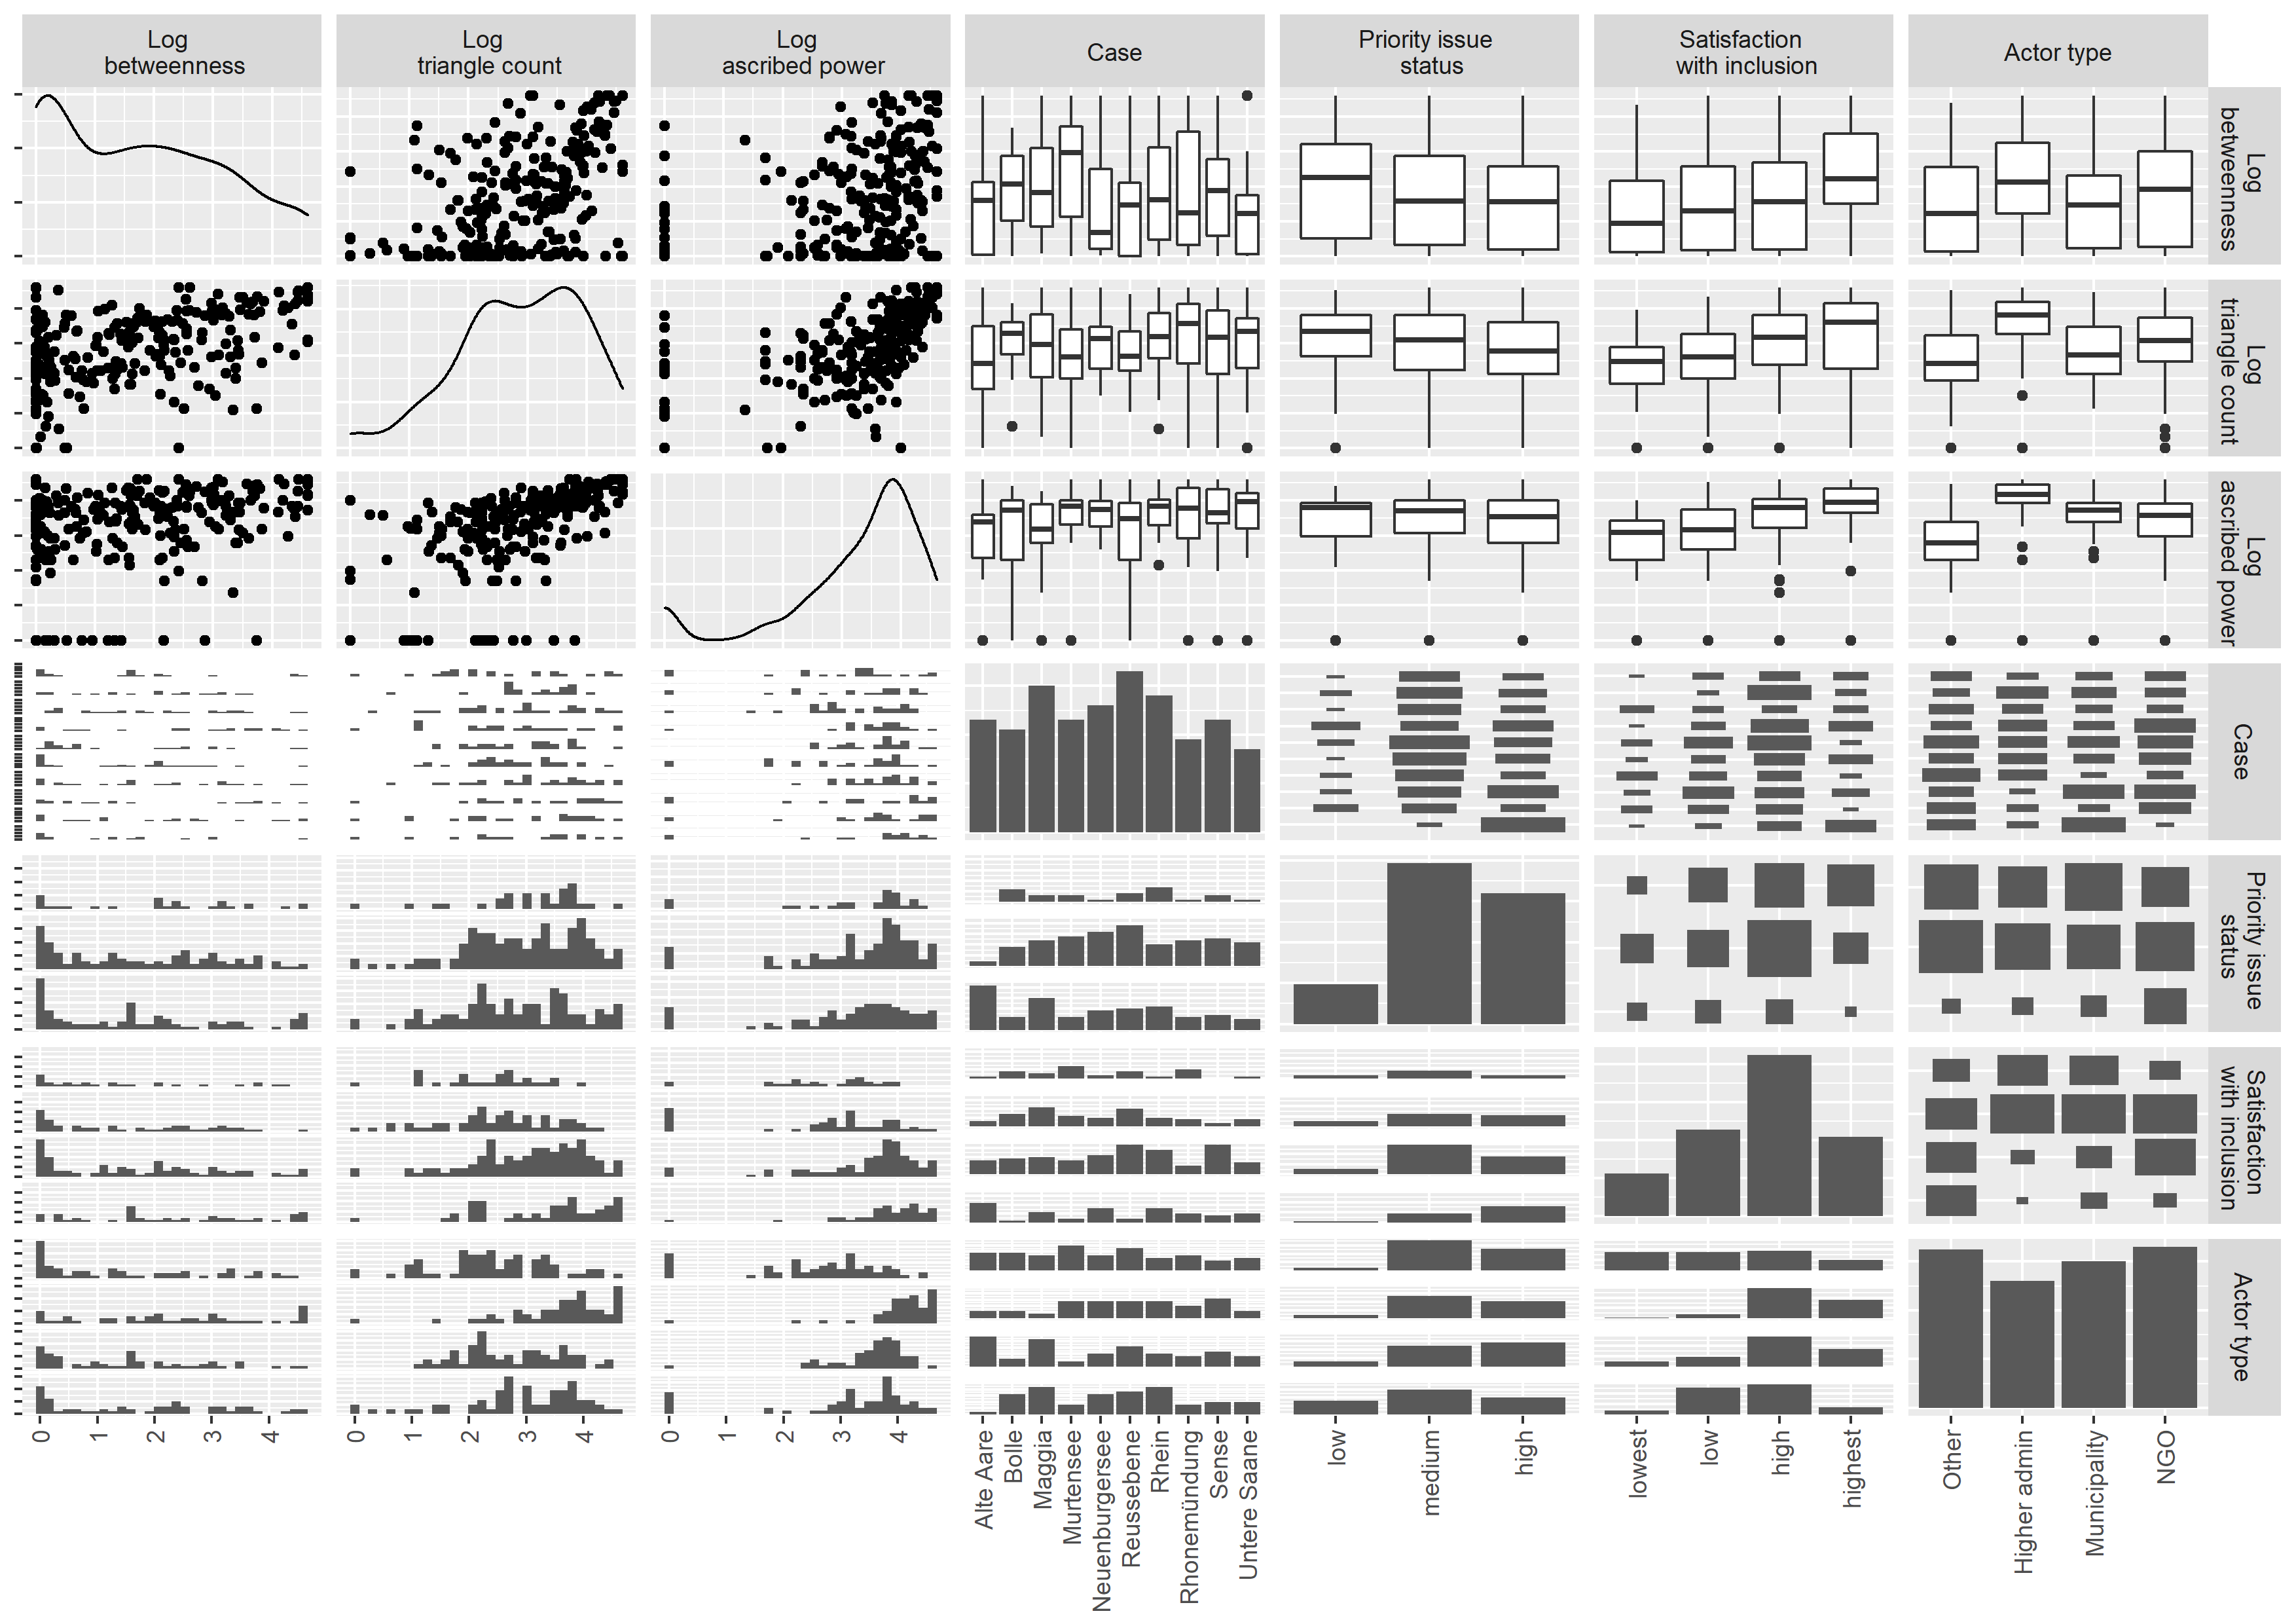 Log
betweenness
Log
triangle count
Log
ascribed power
Case
Priority issue
status
Satisfaction
with inclusion
Actor type
Log
betweenness
Log
triangle count
Log
ascribed power
Case
Priority issue
status
Satisfaction
with inclusion
Actor type
0
1
2
3
4
0
1
2
3
4
0
1
2
3
4
Alte Aare
Bolle
Maggia
Murtensee
Neuenburgersee
Reussebene
Rhein
Rhonemündung
Sense
Untere Saane
low
medium
high
lowest
low
high
highest
Other
Higher admin
Municipality
NGO